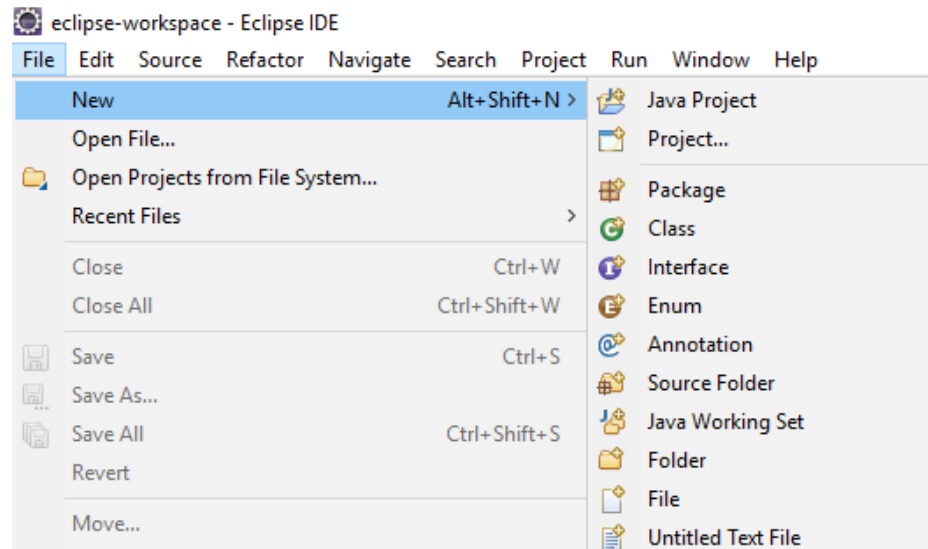 eclipse-workspace - Eclipse IDE
File Edit Source Refactor Navigate Search Project Run Window Help
New Alt+Shift+N >
Open File...
Open Projects from File System...
Recent Files >
Close Ctrl+W
Close All Ctrl+Shift+W
Save Ctrl+S
Save As...
Save All Ctrl+Shift+S
Revert
Move...
Java Project
Project...
Package
Class
Interface
Enum
Annotation
Source Folder
Java Working Set
Folder
File
Untitled Text File